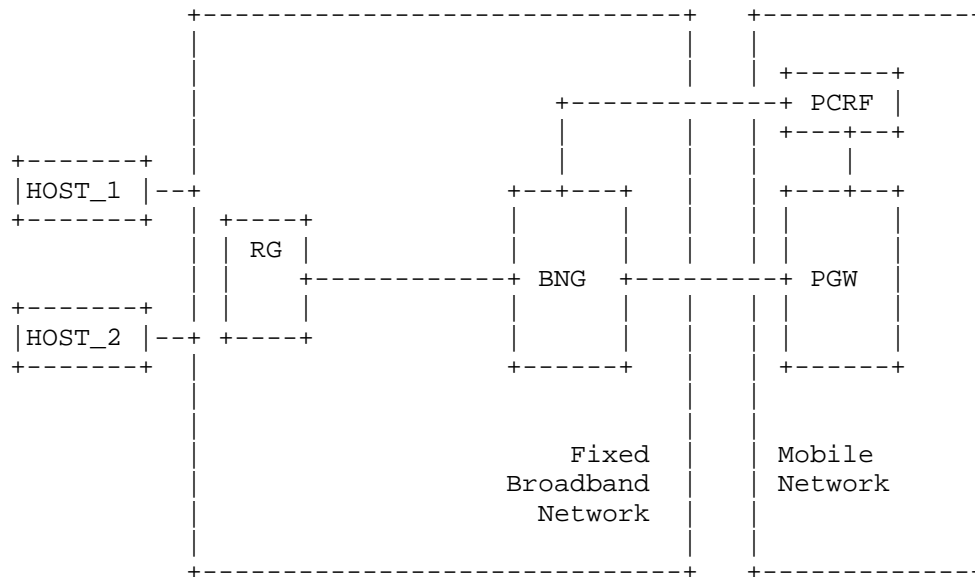 PCRF
HOST_1
RG
BNG
PGW
HOST_2
Fixed
Broadband
Network
Mobile
Network